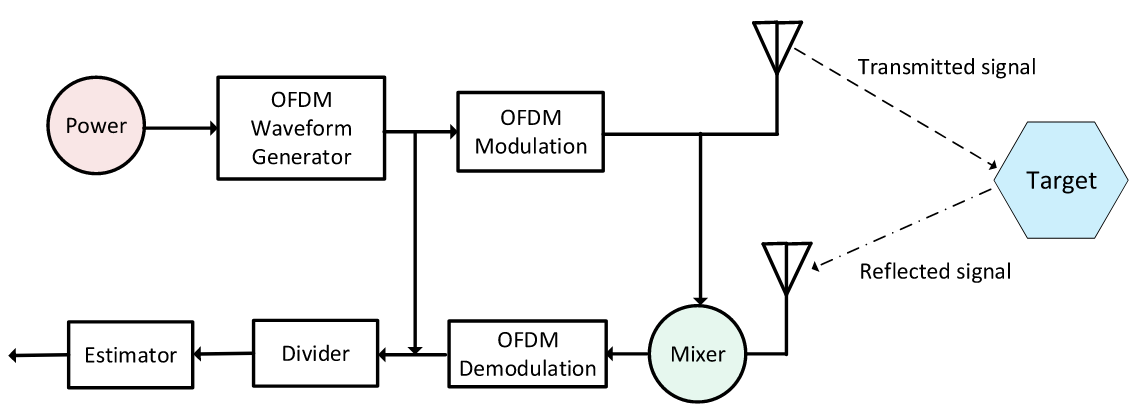 Power
OFDM
Waveform
Generator
OFDM
Modulation
Transmitted signal
Target
Reflected signal
Estimator
Divider
OFDM
Demodulation
Mixer